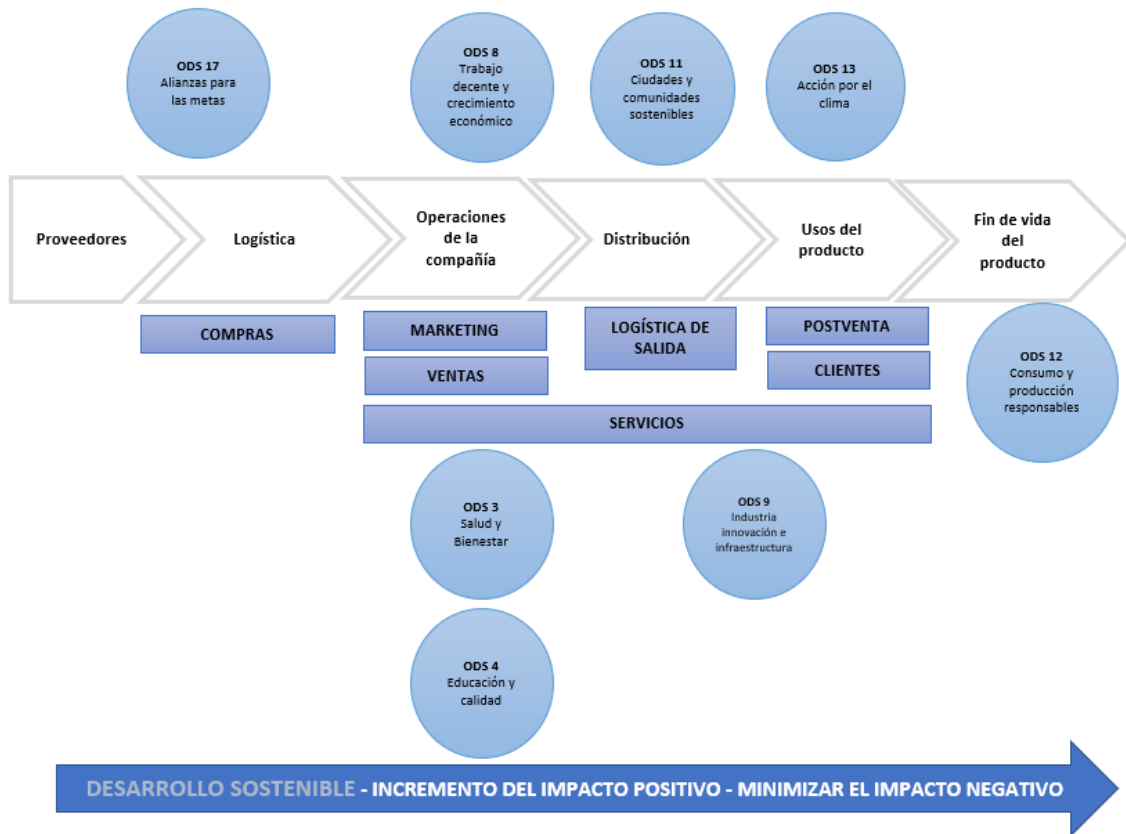 ODS 17
Alianzas para
las metas
ODS 8
Trabajo
decente y
crecimiento
económico
ODS 11
Ciudades y
comunidades
sostenibles
ODS 13
Acción por el
clima
Proveedores
Logística
Operaciones
de la
compañía
Distribución
Usos del
producto
Fin de vida
del
producto
COMPRAS
MARKETING
VENTAS
LOGÍSTICA DE
SALIDA
POSTVENTA
CLIENTES
SERVICIOS
ODS 12
Consumo y
producción
responsables
ODS 3
Salud y
Bienestar
ODS 9
Industria
innovación e
infraestructura
ODS 4
Educación y
calidad
DESARROLLO SOSTENIBLE - INCREMENTO DEL IMPACTO POSITIVO - MINIMIZAR EL IMPACTO NEGATIVO